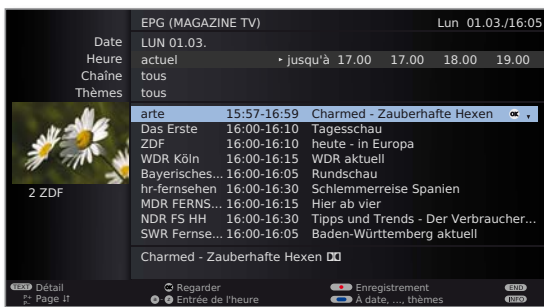 EPG (MAGAZINE TV) Lun 01.03./16:05
Date LUN 01.03.
Heure actuel ‣ jusqu'à 17.00 17.00 18.00 19.00
Chaîne tous
Thèmes tous
arte 15:57-16:59 Charmed - Zauberhafte Hexen OK
Das Erste 16:00-16:10 Tagesschau
ZDF 16:00-16:10 heute - in Europa
WDR Köln 16:00-16:15 WDR aktuell
Bayerisches... 16:00-16:05 Rundschau
hr-fernsehen 16:00-16:30 Schlemmerreise Spanien
MDR FERNS... 16:00-16:15 Hier ab vier
NDR FS HH 16:00-16:30 Tipps und Trends - Der Verbraucher...
SWR Fernse... 16:00-16:05 Baden-Württemberg aktuell
2 ZDF
Charmed - Zauberhafte Hexen
TEXT Détail OK Regarder Enregistrement END
P+ P- Page 0-9 Entrée de l'heure À date, ..., thèmes INFO